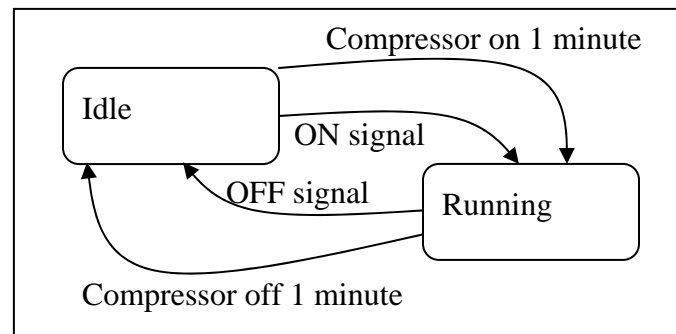 Compressor on 1 minute
Idle
ON signal
OFF signal
Running
Compressor off 1 minute